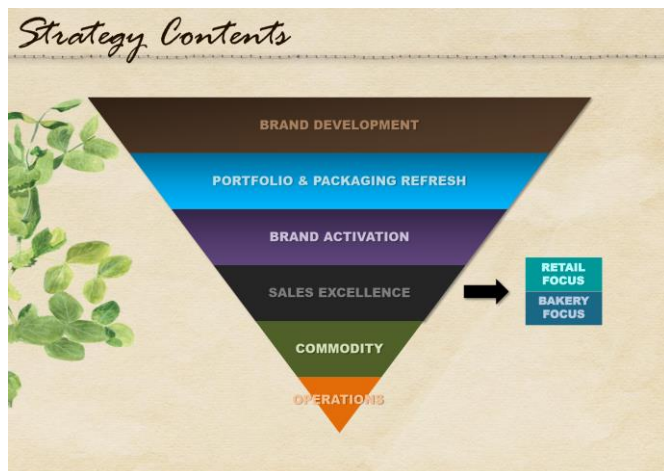 Strategy Contents
BRAND DEVELOPMENT
PORTFOLIO & PACKAGING REFRESH
BRAND ACTIVATION
SALES EXCELLENCE
RETAIL
FOCUS
BAKERY
FOCUS
COMMODITY
OPERATIONS